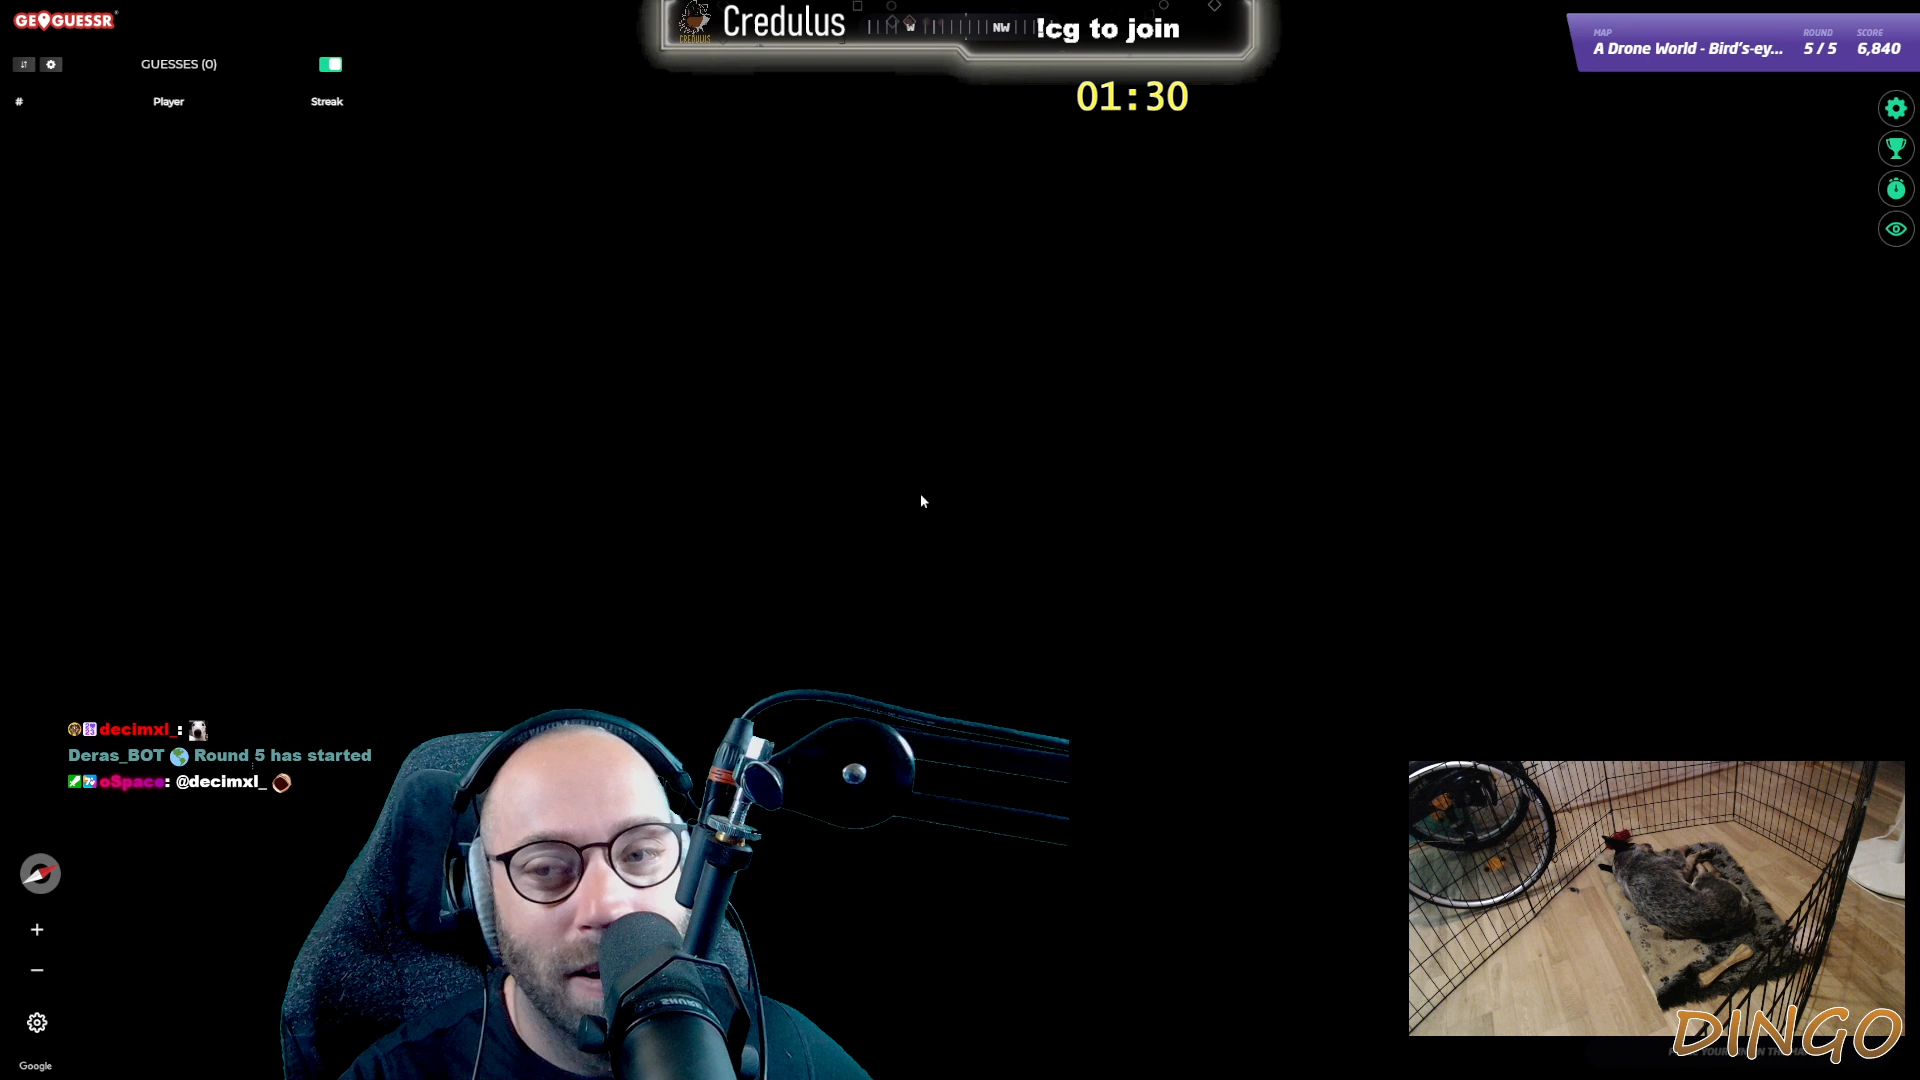 GEOGUESSR
CREDULUS
Credulus
W
NW
!cg to join
MAP
ROUND
SCORE
A Drone World - Bird's-ey...
5 / 5
6,840
GUESSES (0)
01:30
#
Player
Streak
decimxl_:
Deras_BOT Round 5 has started
oSpace: @decimxl_
DINGO
Google